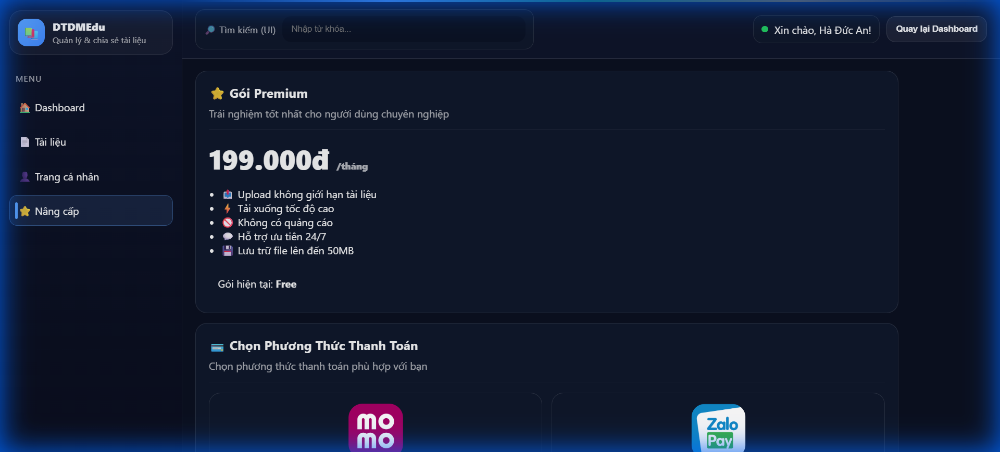 DTDMEdu
Quản lý & chia sẻ tài liệu
MENU
Dashboard
Tài liệu
Trang cá nhân
Nâng cấp
Tìm kiếm (UI)
Nhập từ khóa...
Xin chào, Hà Đức An!
Quay lại Dashboard
Gói Premium
Trải nghiệm tốt nhất cho người dùng chuyên nghiệp
199.000đ /tháng
Upload không giới hạn tài liệu
Tải xuống tốc độ cao
Không có quảng cáo
Hỗ trợ ưu tiên 24/7
Lưu trữ file lên đến 50MB
Gói hiện tại: Free
Chọn Phương Thức Thanh Toán
Chọn phương thức thanh toán phù hợp với bạn
mo
mo
Zalo
Pay